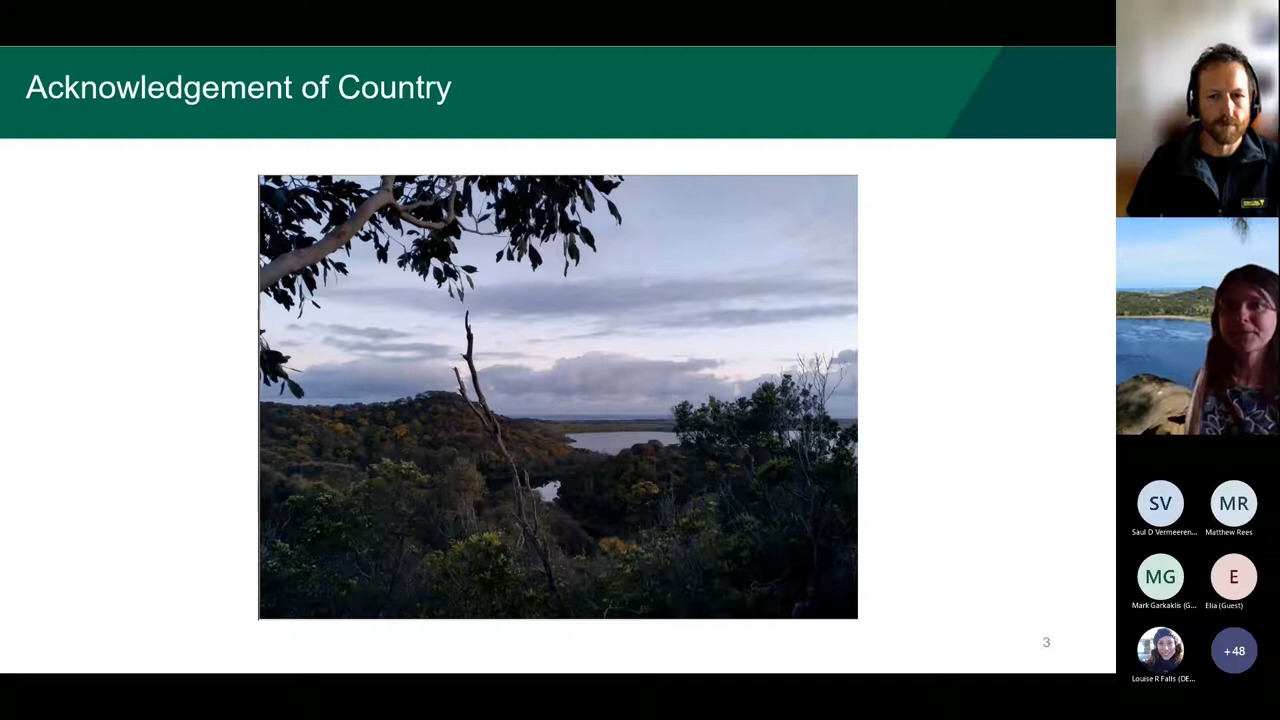 Acknowledgement of Country
3
SV
MR
Saul D Vermeeren...
Matthew Rees
MG
E
Mark Garkaklis (G...
Elia (Guest)
+48
Louise R Falls (DE...